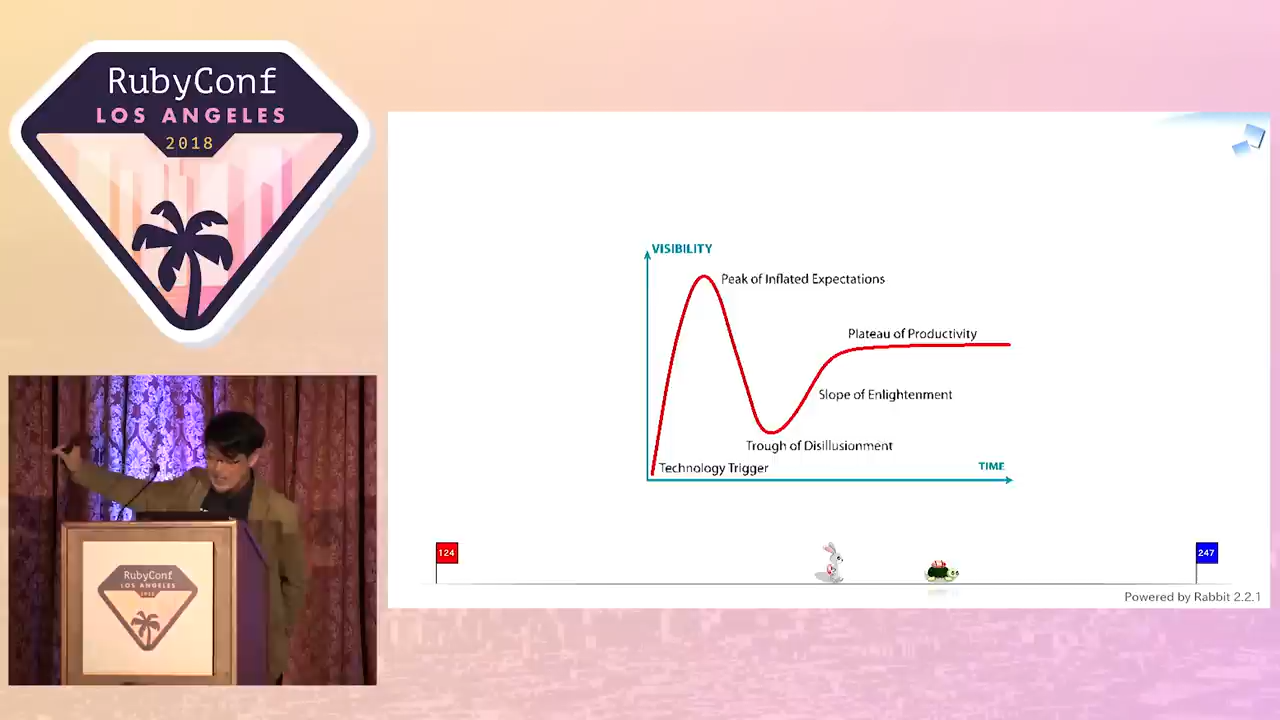 RubyConf
LOS ANGELES
2018
VISIBILITY
Peak of Inflated Expectations
Plateau of Productivity
Slope of Enlightenment
Trough of Disillusionment
Technology Trigger
TIME
124
247
Powered by Rabbit 2.2.1
RubyConf
LOS ANGELES